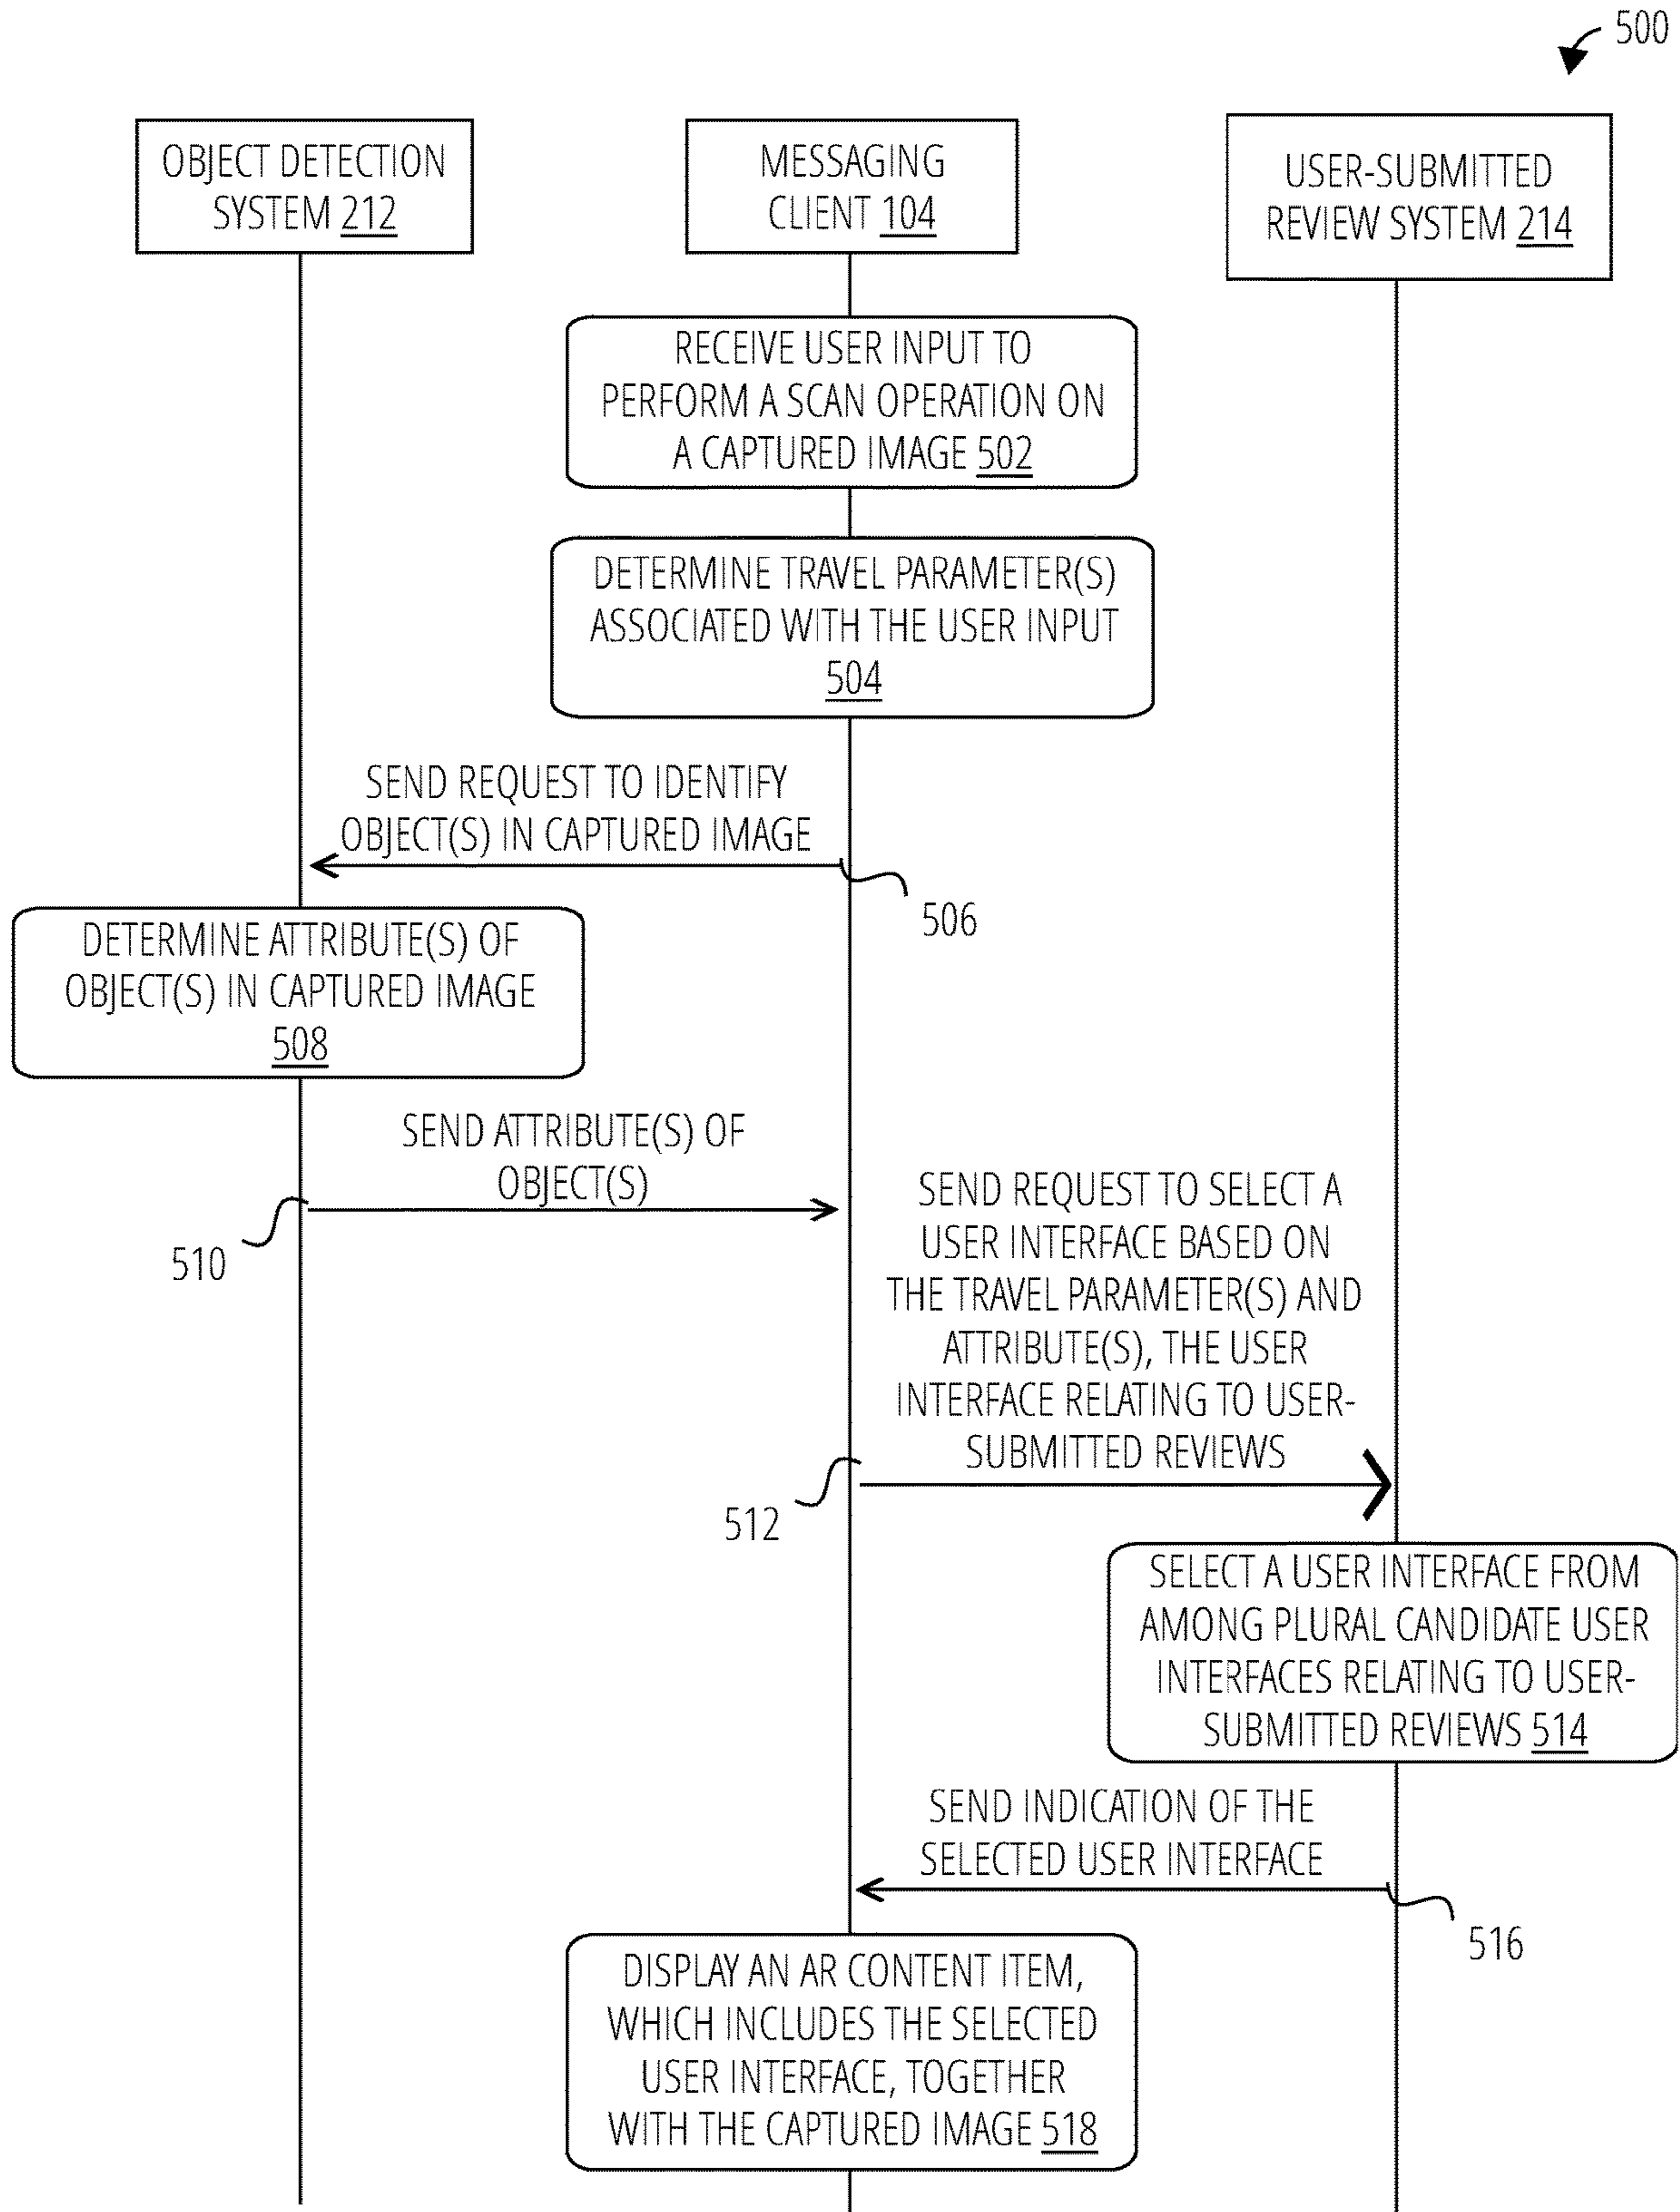 500
OBJECT DETECTION
SYSTEM 212
MESSAGING
CLIENT 104
USER-SUBMITTED
REVIEW SYSTEM 214
RECEIVE USER INPUT TO
PERFORM A SCAN OPERATION ON
A CAPTURED IMAGE 502
DETERMINE TRAVEL PARAMETER(S)
ASSOCIATED WITH THE USER INPUT
504
SEND REQUEST TO IDENTIFY
OBJECT(S) IN CAPTURED IMAGE
506
DETERMINE ATTRIBUTE(S) OF
OBJECT(S) IN CAPTURED IMAGE
508
SEND ATTRIBUTE(S) OF
OBJECT(S)
510
SEND REQUEST TO SELECT A
USER INTERFACE BASED ON
THE TRAVEL PARAMETER(S) AND
ATTRIBUTE(S), THE USER
INTERFACE RELATING TO USER-
SUBMITTED REVIEWS
512
SELECT A USER INTERFACE FROM
AMONG PLURAL CANDIDATE USER
INTERFACES RELATING TO USER-
SUBMITTED REVIEWS 514
SEND INDICATION OF THE
SELECTED USER INTERFACE
516
DISPLAY AN AR CONTENT ITEM,
WHICH INCLUDES THE SELECTED
USER INTERFACE, TOGETHER
WITH THE CAPTURED IMAGE 518